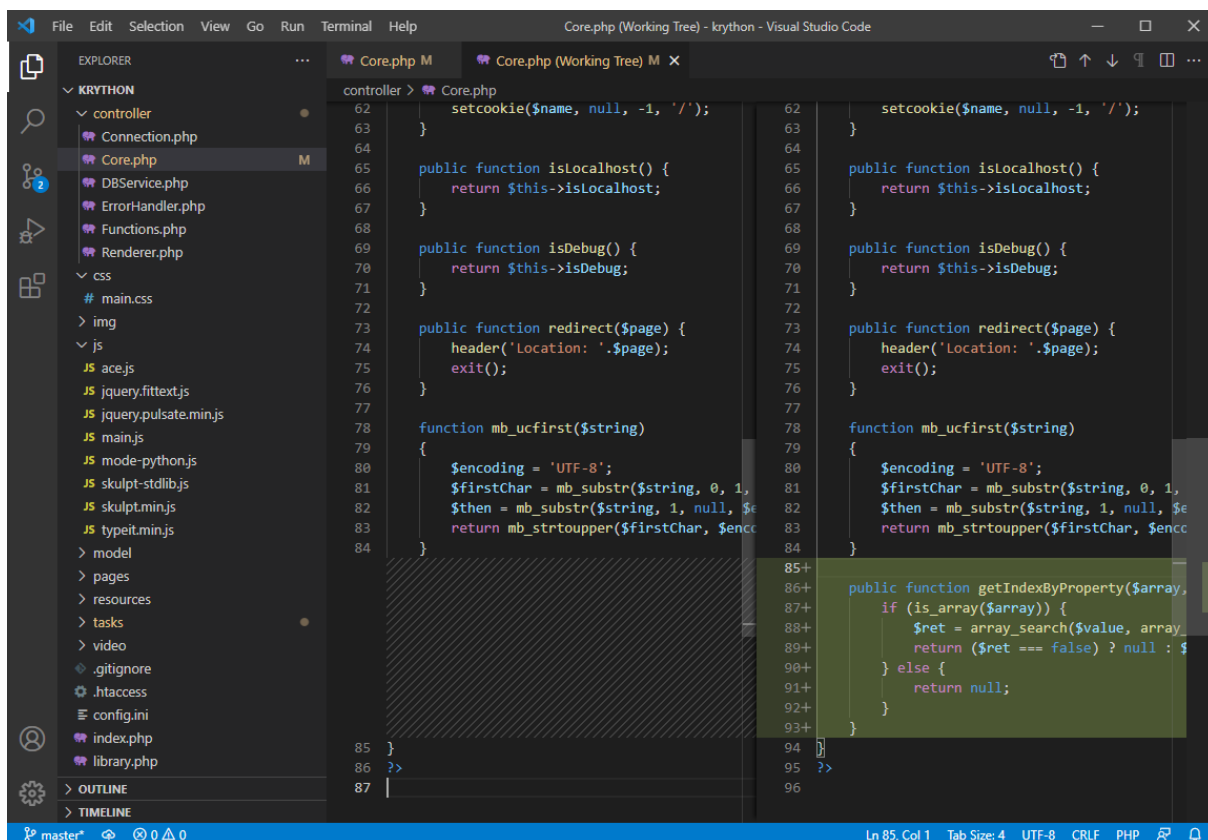 File Edit Selection View Go Run Terminal Help Core.php (Working Tree) - krython - Visual Studio Code
EXPLORER
Core.php M
Core.php (Working Tree) M
KRYTHON
controller
Connection.php
Core.php M
DBService.php
ErrorHandler.php
Functions.php
Renderer.php
css
# main.css
img
js
JS ace.js
JS jquery.fittext.js
JS jquery.pulsate.min.js
JS main.js
JS mode-python.js
JS skulpt-stdlib.js
JS skulpt.min.js
JS typeit.min.js
model
pages
resources
tasks
video
.gitignore
.htaccess
config.ini
index.php
library.php
OUTLINE
TIMELINE
2
controller > Core.php
62 setcookie($name, null, -1, '/');
63 }
64
65 public function isLocalhost() {
66 return $this->isLocalhost;
67 }
68
69 public function isDebug() {
70 return $this->isDebug;
71 }
72
73 public function redirect($page) {
74 header('Location: '.$page);
75 exit();
76 }
77
78 function mb_ucfirst($string)
79 {
80 $encoding = 'UTF-8';
81 $firstChar = mb_substr($string, 0, 1,
82 $then = mb_substr($string, 1, null, $e
83 return mb_strtoupper($firstChar, $enco
84 }
85 }
86 ?>
87
62 setcookie($name, null, -1, '/');
63 }
64
65 public function isLocalhost() {
66 return $this->isLocalhost;
67 }
68
69 public function isDebug() {
70 return $this->isDebug;
71 }
72
73 public function redirect($page) {
74 header('Location: '.$page);
75 exit();
76 }
77
78 function mb_ucfirst($string)
79 {
80 $encoding = 'UTF-8';
81 $firstChar = mb_substr($string, 0, 1,
82 $then = mb_substr($string, 1, null, $e
83 return mb_strtoupper($firstChar, $enco
84 }
85+
86+ public function getIndexByProperty($array,
87+ if (is_array($array)) {
88+ $ret = array_search($value, array_
89+ return ($ret === false) ? null : $
90+ } else {
91+ return null;
92+ }
93+ }
94 }
95 ?>
96
master* 0 0 Ln 85, Col 1 Tab Size: 4 UTF-8 CRLF PHP